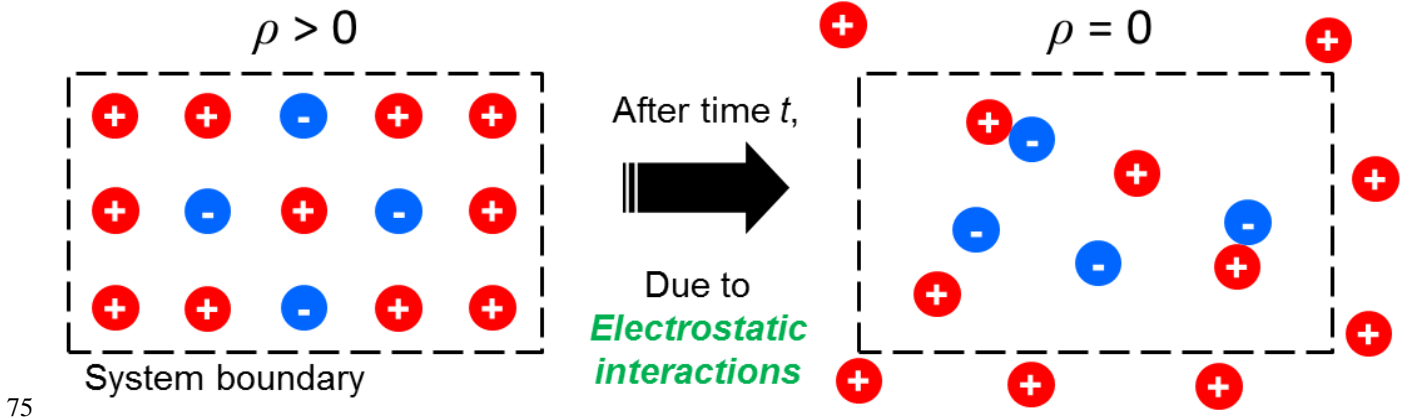 ρ > 0
+ + - + +
+ - + - +
+ + - + +
System boundary
After time t,
Due to
Electrostatic
interactions
ρ = 0
+ +
+ -
+ +
- -
- +
+ +
+ + +
75